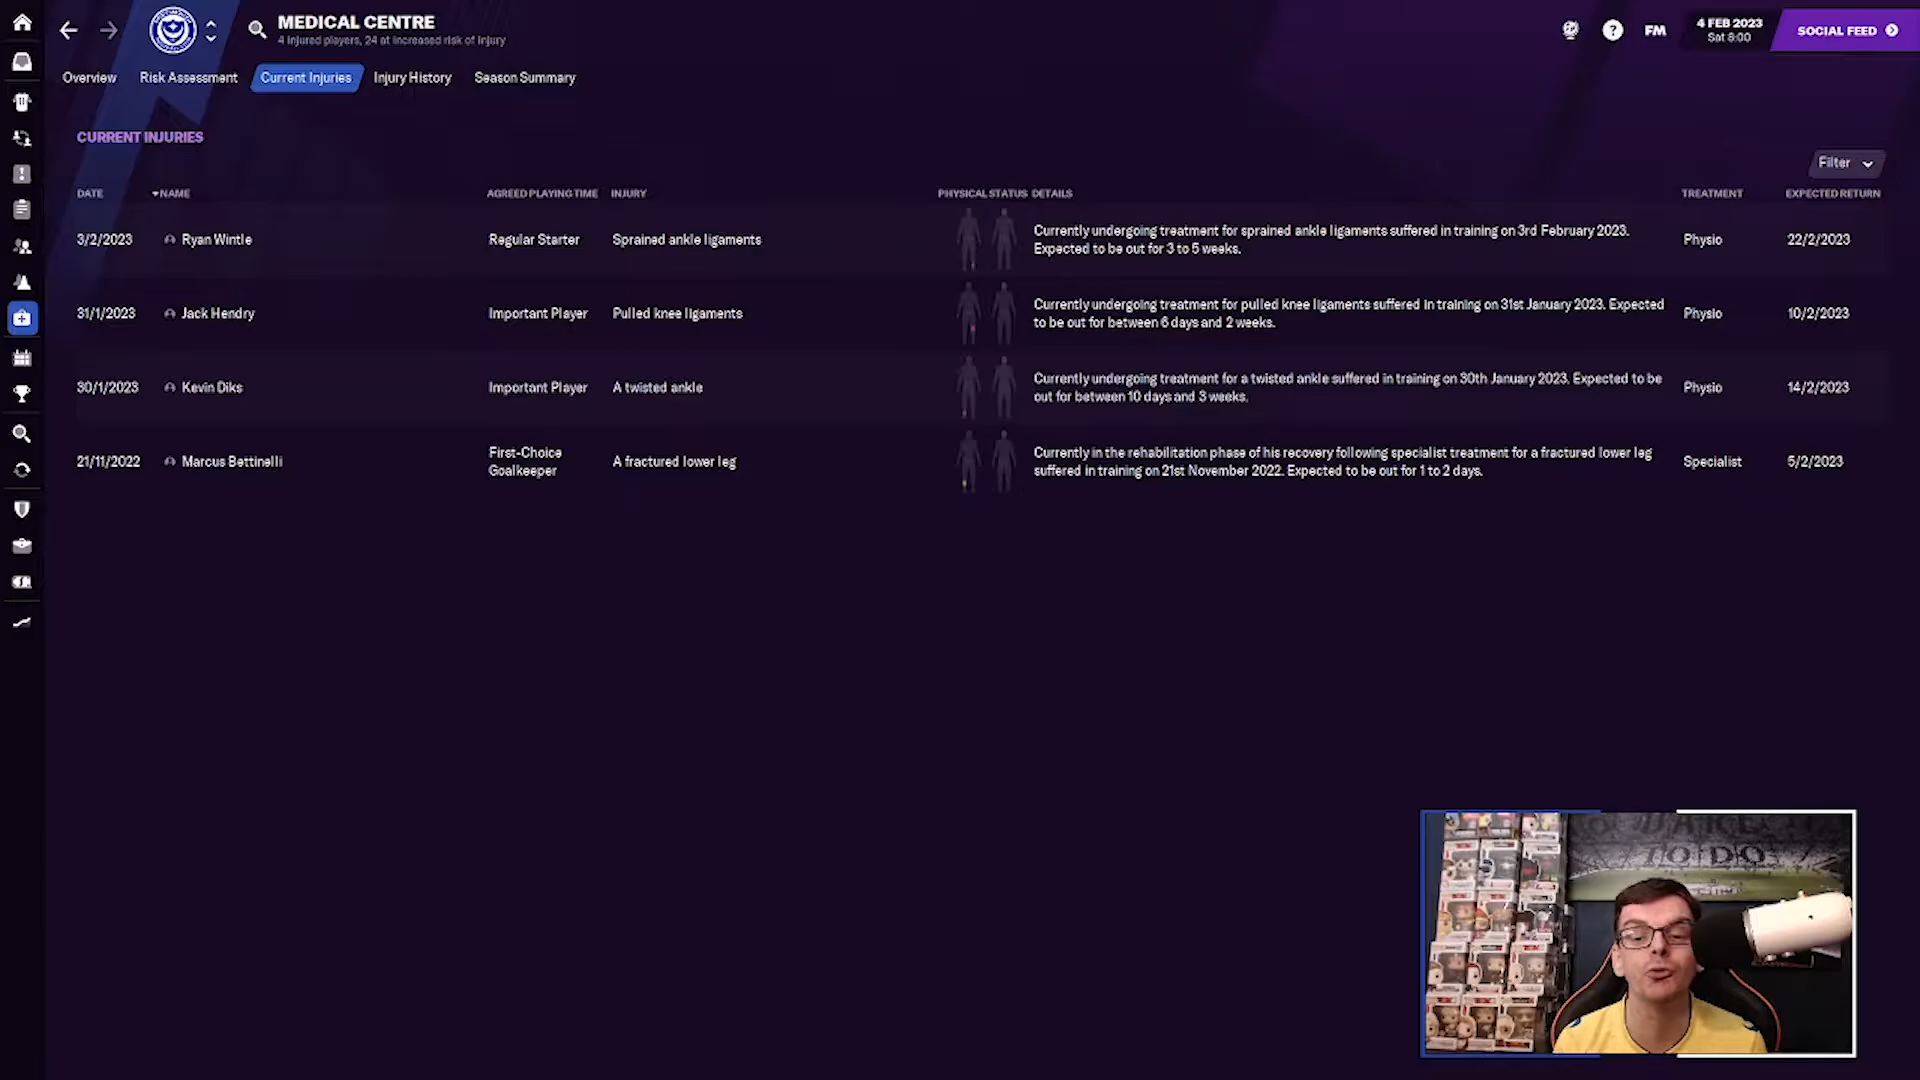 MEDICAL CENTRE
4 injured players, 24 at increased risk of injury
FM
4 FEB 2023
Sat 8:00
SOCIAL FEED
Overview
Risk Assessment
Current Injuries
Injury History
Season Summary
CURRENT INJURIES
Filter
DATE NAME AGREED PLAYING TIME INJURY PHYSICAL STATUS DETAILS TREATMENT EXPECTED RETURN
3/2/2023 Ryan Wintle Regular Starter Sprained ankle ligaments
Currently undergoing treatment for sprained ankle ligaments suffered in training on 3rd February 2023.
Expected to be out for 3 to 5 weeks.
Physio 22/2/2023
31/1/2023 Jack Hendry Important Player Pulled knee ligaments
Currently undergoing treatment for pulled knee ligaments suffered in training on 31st January 2023. Expected
to be out for between 6 days and 2 weeks.
Physio 10/2/2023
30/1/2023 Kevin Diks Important Player A twisted ankle
Currently undergoing treatment for a twisted ankle suffered in training on 30th January 2023. Expected to be
out for between 10 days and 3 weeks.
Physio 14/2/2023
21/11/2022 Marcus Bettinelli
First-Choice
Goalkeeper
A fractured lower leg
Currently in the rehabilitation phase of his recovery following specialist treatment for a fractured lower leg
suffered in training on 21st November 2022. Expected to be out for 1 to 2 days.
Specialist 5/2/2023
DARE
TO DO